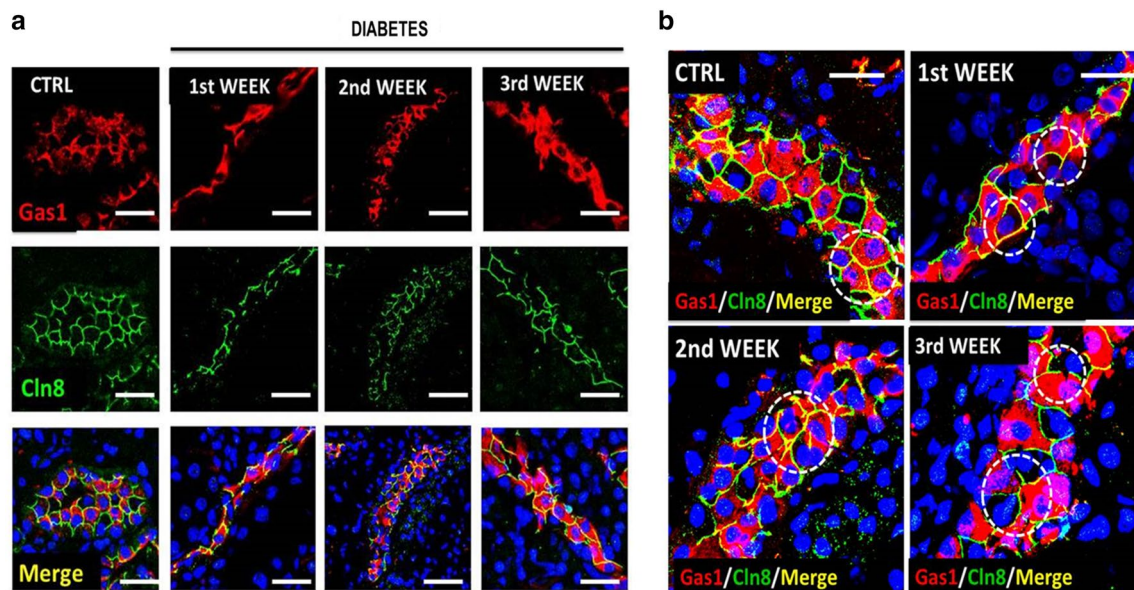 a
DIABETES
CTRL
1st WEEK
2nd WEEK
3rd WEEK
Gas1
Cln8
Merge
b
CTRL
Gas1/Cln8/Merge
1st WEEK
Gas1/Cln8/Merge
2nd WEEK
Gas1/Cln8/Merge
3rd WEEK
Gas1/Cln8/Merge